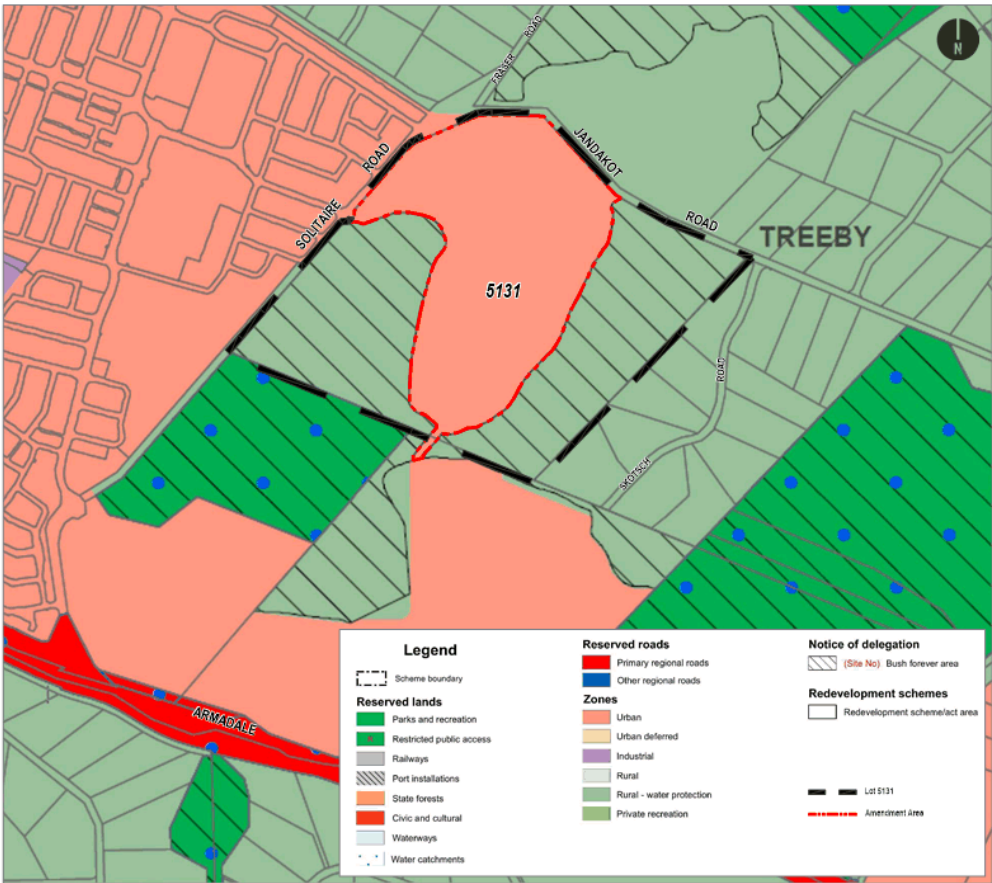 N
FRASER ROAD
SOLITAIRE ROAD
JANDAKOT ROAD
TREEBY
5131
SKOTSCH ROAD
ARMADALE
Legend
Scheme boundary
Reserved lands
Parks and recreation
Restricted public access
Railways
Port installations
State forests
Civic and cultural
Waterways
Water catchments
Reserved roads
Primary regional roads
Other regional roads
Zones
Urban
Urban deferred
Industrial
Rural
Rural - water protection
Private recreation
Notice of delegation
(Site No) Bush forever area
Redevelopment schemes
Redevelopment scheme/act area
Lot 5131
Amendment Area